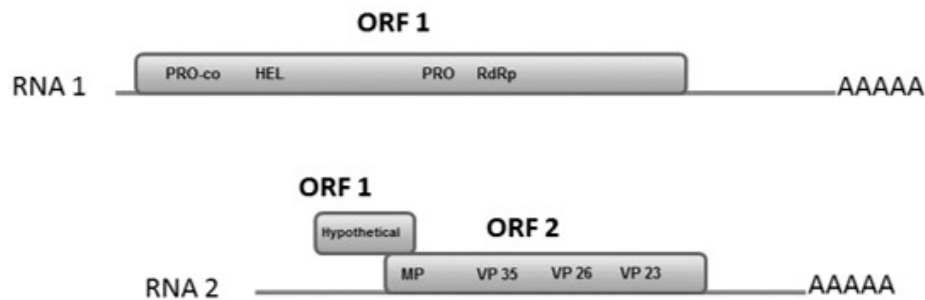 ORF 1
PRO-co HEL PRO RdRp
RNA 1 AAAAA
ORF 1
Hypothetical ORF 2
MP VP 35 VP 26 VP 23
RNA 2 AAAAA